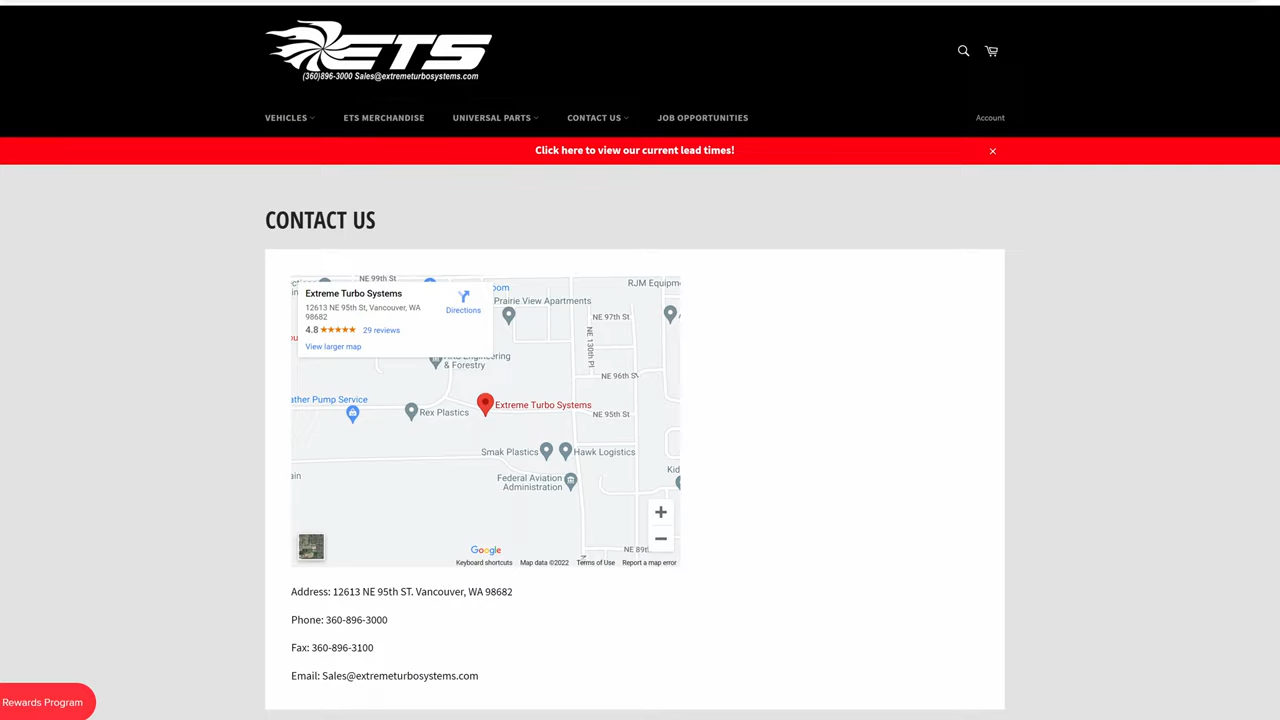 ETS
(360)896-3000 Sales@extremeturbosystems.com
VEHICLES ETS MERCHANDISE UNIVERSAL PARTS CONTACT US JOB OPPORTUNITIES Account
Click here to view our current lead times!
CONTACT US
NE 99th St
Extreme Turbo Systems
12613 NE 95th St, Vancouver, WA
98682
Directions
4.8 29 reviews
View larger map
RJM Equipm
Prairie View Apartments
NE 97th St
NE 130th Pl
Engineering
& Forestry
NE 96th St
ather Pump Service
Rex Plastics
Extreme Turbo Systems
NE 95th St
Smak Plastics
Hawk Logistics
Federal Aviation
Administration
Kid
ain
NE 89th
Google
Keyboard shortcuts Map data ©2022 Terms of Use Report a map error
Address: 12613 NE 95th ST. Vancouver, WA 98682
Phone: 360-896-3000
Fax: 360-896-3100
Email: Sales@extremeturbosystems.com
Rewards Program